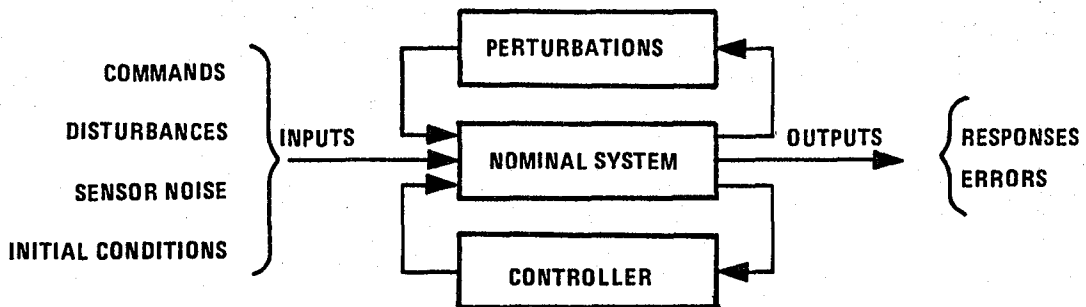 PERTURBATIONS
COMMANDS
DISTURBANCES
SENSOR NOISE
INITIAL CONDITIONS
INPUTS
NOMINAL SYSTEM
OUTPUTS
RESPONSES
ERRORS
CONTROLLER